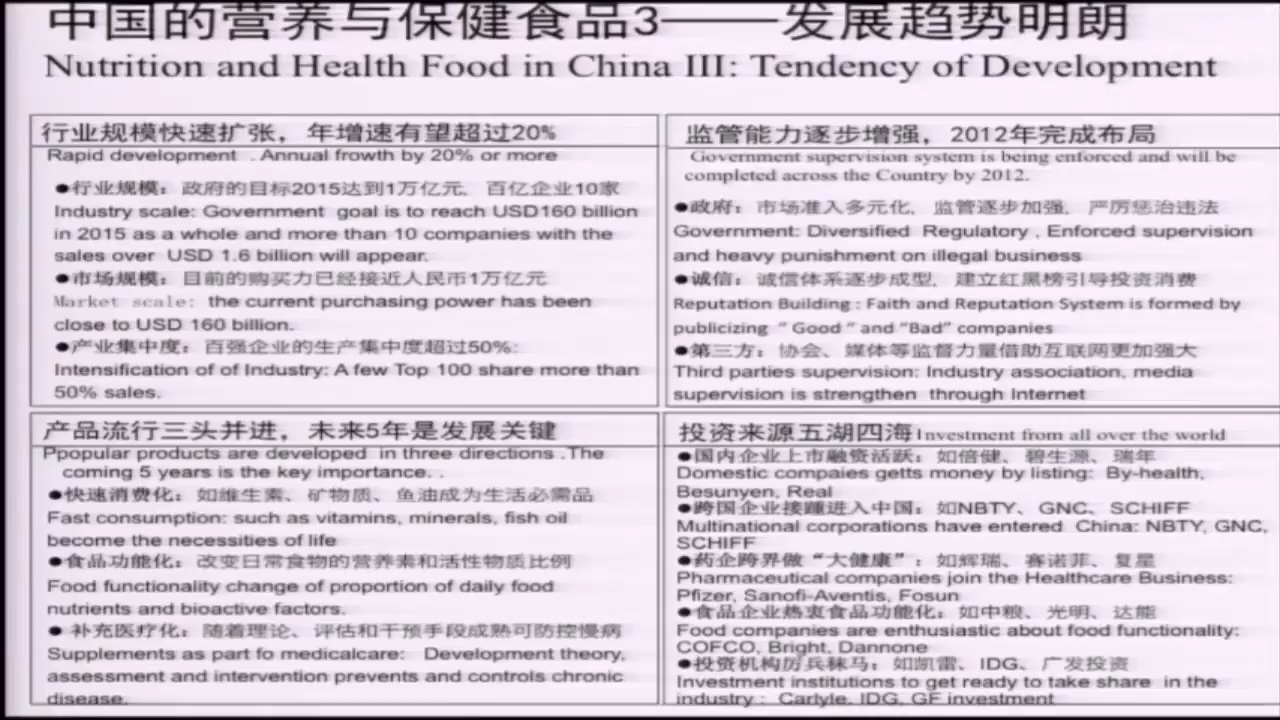 中国的营养与保健食品3——发展趋势明朗
Nutrition and Health Food in China III: Tendency of Development
行业规模快速扩张，年增速有望超过20%
Rapid development . Annual frowth by 20% or more
●行业规模：政府的目标2015达到1万亿元，百亿企业10家
Industry scale: Government goal is to reach USD160 billion
in 2015 as a whole and more than 10 companies with the
sales over USD 1.6 billion will appear.
●市场规模：目前的购买力已经接近人民币1万亿元
Market scale: the current purchasing power has been
close to USD 160 billion.
●产业集中度：百强企业的生产集中度超过50%:
Intensification of of Industry: A few Top 100 share more than
50% sales.
监管能力逐步增强，2012年完成布局
Government supervision system is being enforced and will be
completed across the Country by 2012.
●政府：市场准入多元化，监管逐步加强，严厉惩治违法
Government: Diversified Regulatory , Enforced supervision
and heavy punishment on illegal business
●诚信：诚信体系逐步成型，建立红黑榜引导投资消费
Reputation Building : Faith and Reputation System is formed by
publicizing “ Good ” and “Bad” companies
●第三方：协会、媒体等监督力量借助互联网更加强大
Third parties supervision: Industry association, media
supervision is strengthen through Internet
产品流行三头并进，未来5年是发展关键
Ppopular products are developed in three directions .The
coming 5 years is the key importance. .
●快速消费化：如维生素、矿物质、鱼油成为生活必需品
Fast consumption: such as vitamins, minerals, fish oil
become the necessities of life
●食品功能化：改变日常食物的营养素和活性物质比例
Food functionality change of proportion of daily food
nutrients and bioactive factors.
● 补充医疗化：随着理论、评估和干预手段成熟可防控慢病
Supplements as part fo medicalcare: Development theory,
assessment and intervention prevents and controls chronic
disease.
投资来源五湖四海Investment from all over the world
●国内企业上市融资活跃：如倍健、碧生源、瑞年
Domestic compaies getts money by listing: By-health,
Besunyen, Real
●跨国企业接踵进入中国：如NBTY、GNC、SCHIFF
Multinational corporations have entered China: NBTY, GNC,
SCHIFF
●药企跨界做“大健康”：如辉瑞、赛诺菲、复星
Pharmaceutical companies join the Healthcare Business:
Pfizer, Sanofi-Aventis, Fosun
●食品企业热衷食品功能化：如中粮、光明、达能
Food companies are enthusiastic about food functionality:
COFCO, Bright, Dannone
●投资机构厉兵秣马：如凯雷、IDG、广发投资
Investment institutions to get ready to take share in the
industry : Carlyle, IDG, GF investment